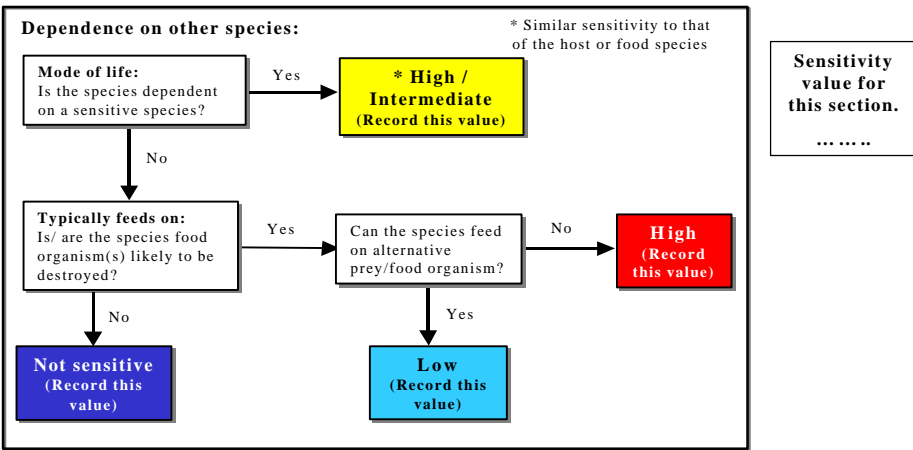 Dependence on other species:
* Similar sensitivity to that
of the host or food species
Mode of life:
Is the species dependent
on a sensitive species?
Yes
* High /
Intermediate
(Record this value)
Sensitivity
value for
this section.
... ... ..
No
Typically feeds on:
Is/ are the species food
organism(s) likely to be
destroyed?
Yes
Can the species feed
on alternative
prey/food organism?
No
High
(Record
this value)
No
Yes
Not sensitive
(Record this
value)
Low
(Record this
value)